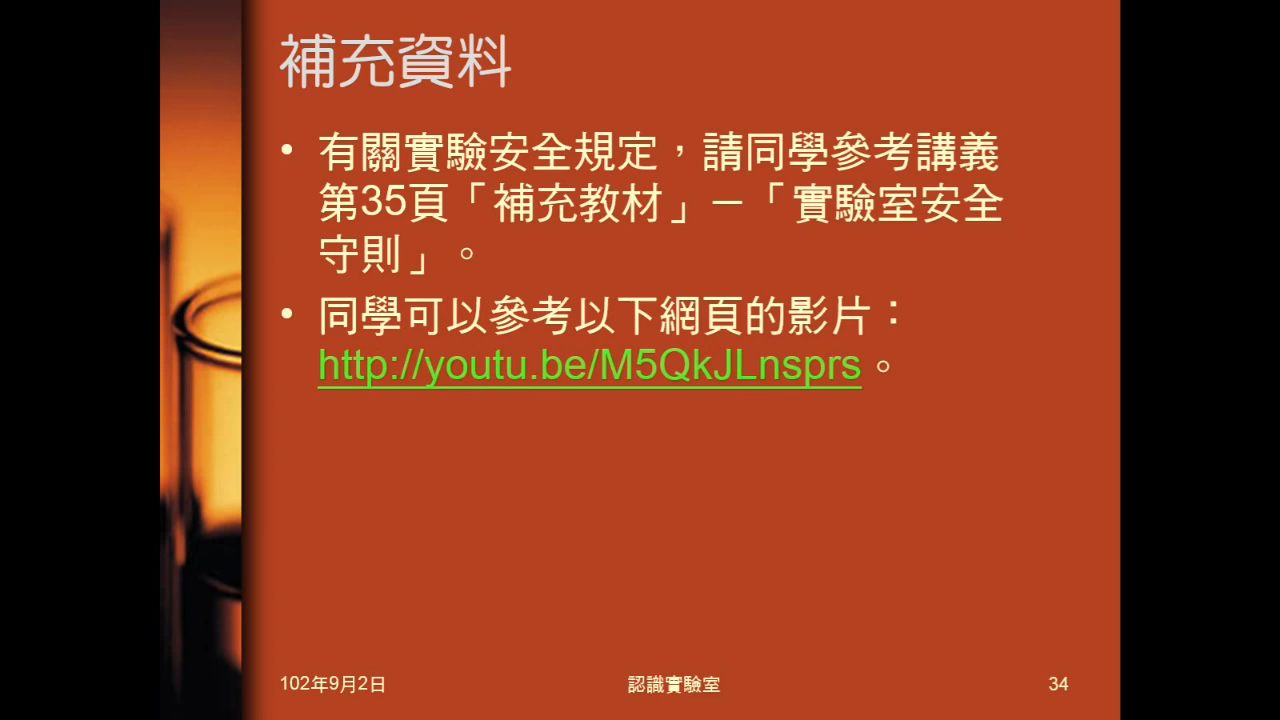 補充資料
• 有關實驗安全規定，請同學參考講義
第35頁「補充教材」－「實驗室安全
守則」。
• 同學可以參考以下網頁的影片：
http://youtu.be/M5QkJLnsprs。
102年9月2日
認識實驗室
34